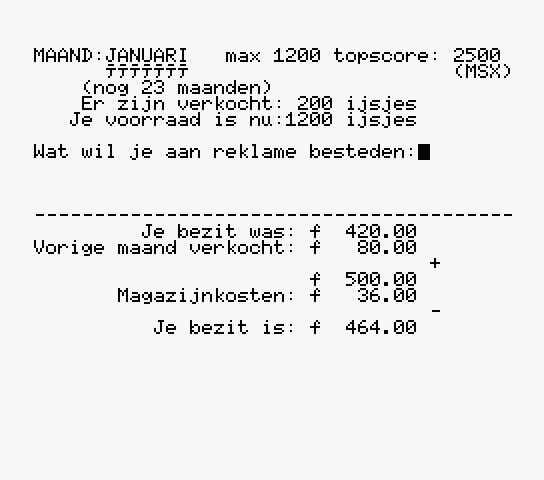 MAAND:JANUARI   max 1200 topscore: 2500
(MSX)
(nog 23 maanden)
Er zijn verkocht: 200 ijsjes
Je voorraad is nu:1200 ijsjes
Wat wil je aan reklame besteden:
----------------------------------------
Je bezit was: f  420.00
Vorige maand verkocht: f   80.00
+
f  500.00
Magazijnkosten: f   36.00
-
Je bezit is: f  464.00